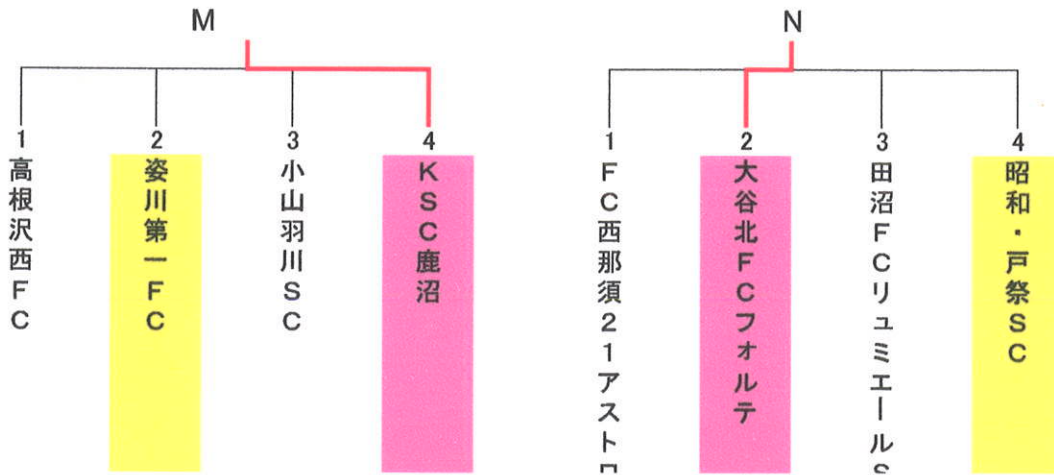 M
1
高根沢西FC
2
姿川第一FC
3
小山羽川SC
4
KSC鹿沼
N
1
FC西那須21アストロ
2
大谷北FCフォルテ
3
田沼FCリュミエールS
4
昭和・戸祭SC